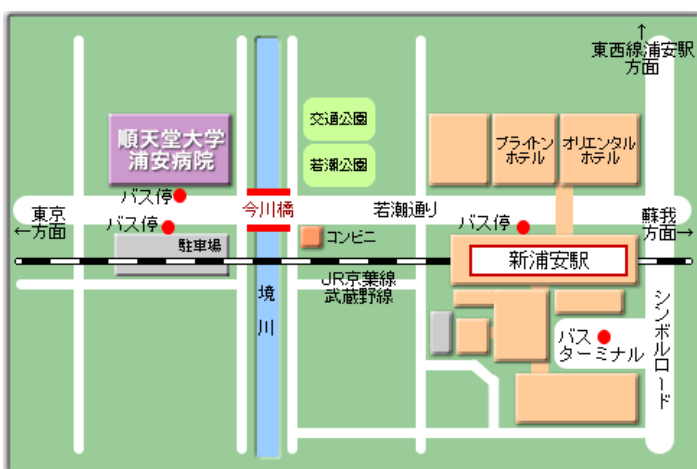 ↑
東西線浦安駅
方面
交通公園
順天堂大学
浦安病院
ブライトン
ホテル
オリエンタル
ホテル
若潮公園
バス停
東京
←方面
今川橋
若潮通り
バス停
蘇我
方面→
バス停
駐車場
コンビニ
新浦安駅
JR京葉線
武蔵野線
境川
シンボルロード
バス
ターミナル